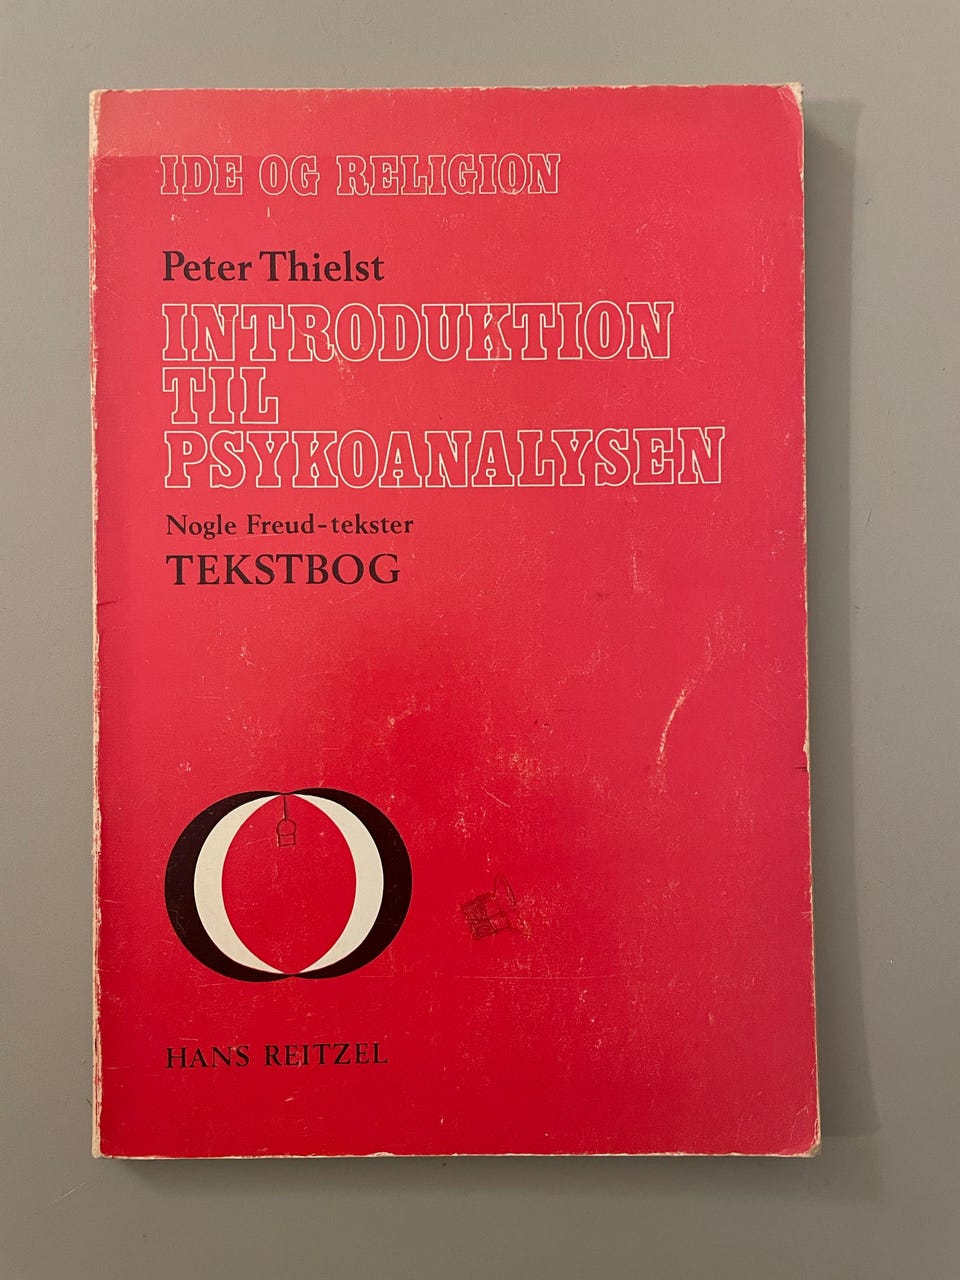 IDE OG RELIGION
Peter Thielst
INTRODUKTION
TIL
PSYKOANALYSEN
Nogle Freud-tekster
TEKSTBOG
HANS REITZEL